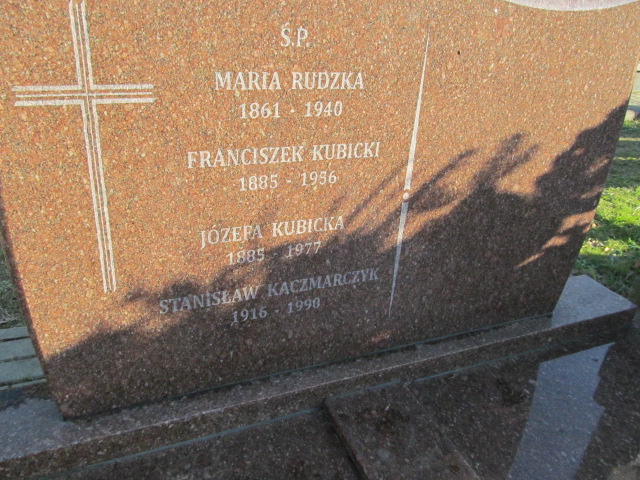 Ś.P.
MARIA RUDZKA
1861 - 1940
FRANCISZEK KUBICKI
1885 - 1956
JÓZEFA KUBICKA
1885 - 1977
STANISŁAW KACZMARCZYK
1916 - 1990